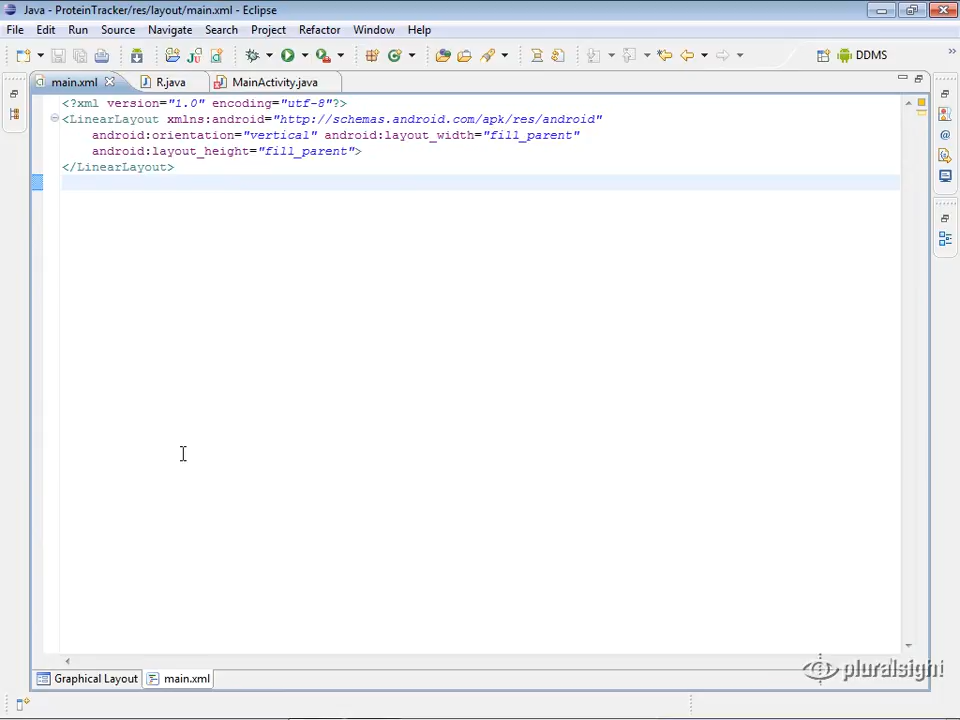 Java - ProteinTracker/res/layout/main.xml - Eclipse
File Edit Run Source Navigate Search Project Refactor Window Help
DDMS
main.xml R.java MainActivity.java
<?xml version="1.0" encoding="utf-8"?>
<LinearLayout xmlns:android="http://schemas.android.com/apk/res/android"
android:orientation="vertical" android:layout_width="fill_parent"
android:layout_height="fill_parent">
</LinearLayout>
Graphical Layout main.xml
pluralsight